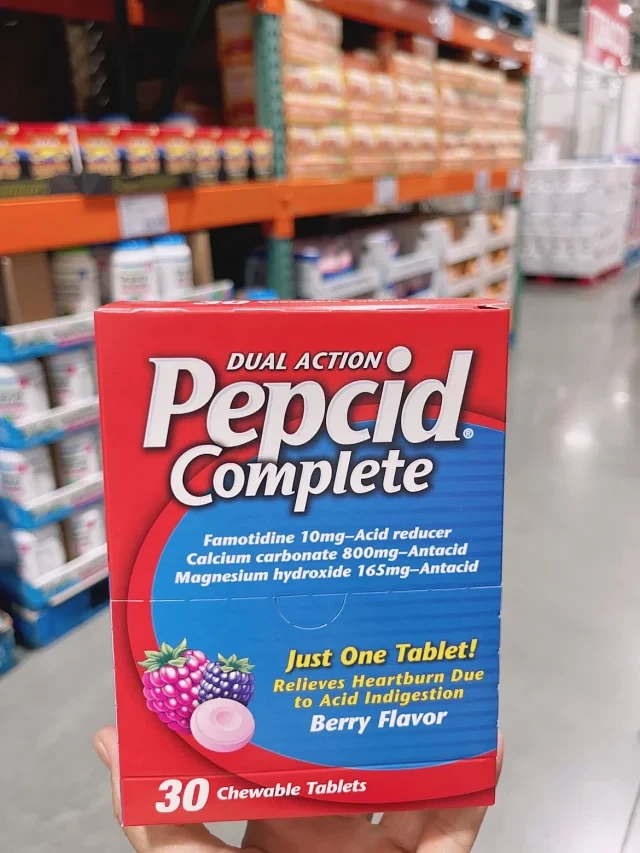 DUAL ACTION
Pepcid®
Complete
Famotidine 10mg–Acid reducer
Calcium carbonate 800mg–Antacid
Magnesium hydroxide 165mg–Antacid
Just One Tablet!
Relieves Heartburn Due
to Acid Indigestion
Berry Flavor
30 Chewable Tablets